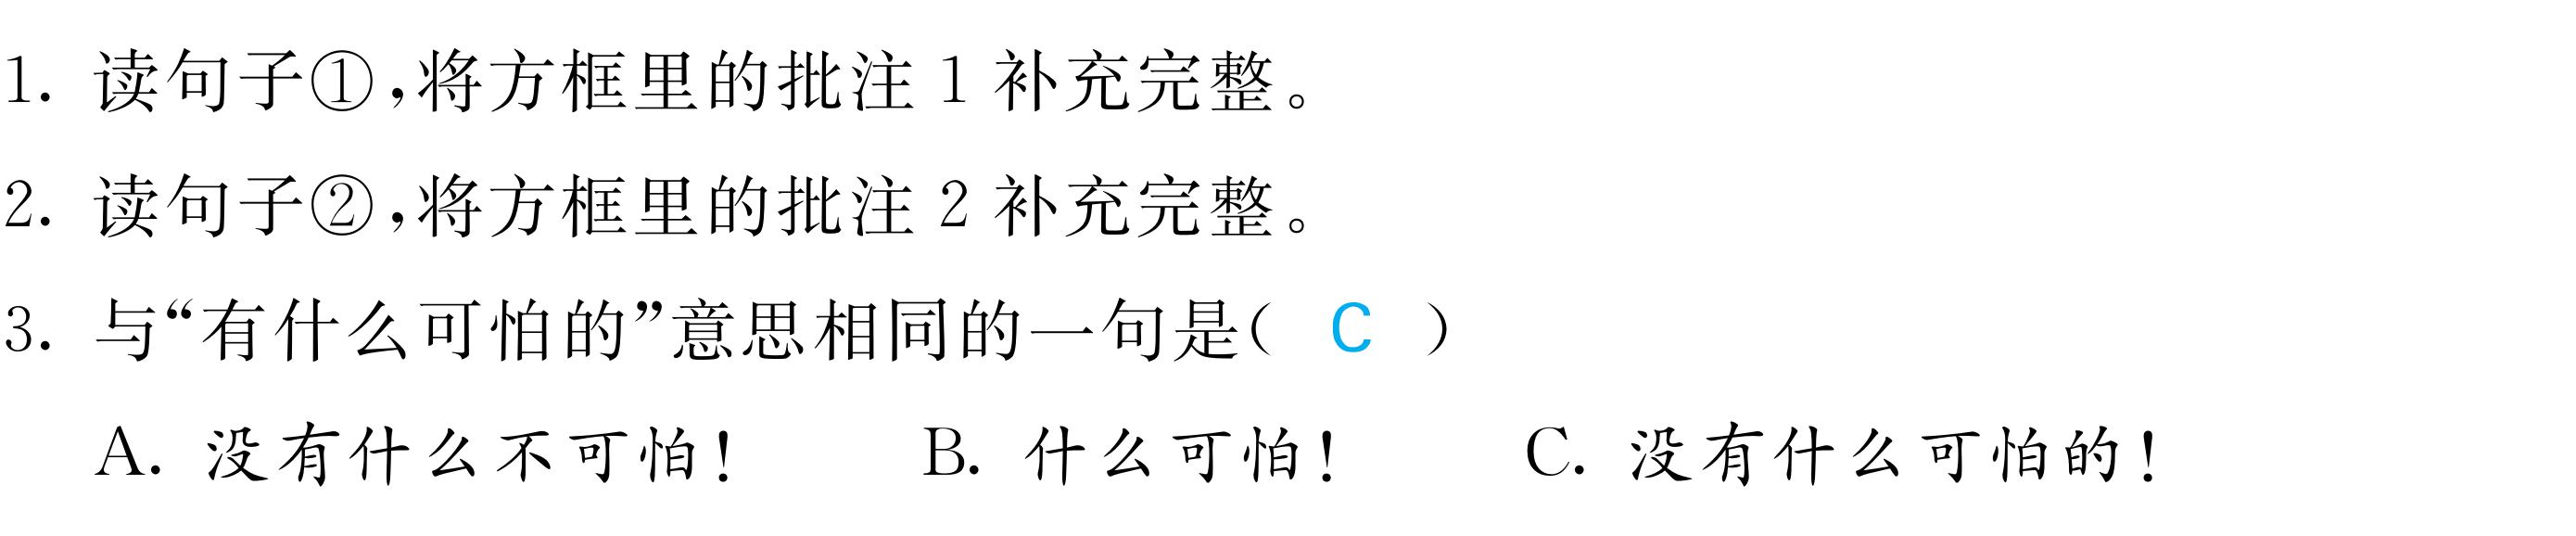 1. 读句子①,将方框里的批注 1 补充完整。
2. 读句子②,将方框里的批注 2 补充完整。
3. 与“有什么可怕的”意思相同的一句是( C )
A. 没有什么不可怕! B. 什么可怕! C. 没有什么可怕的!